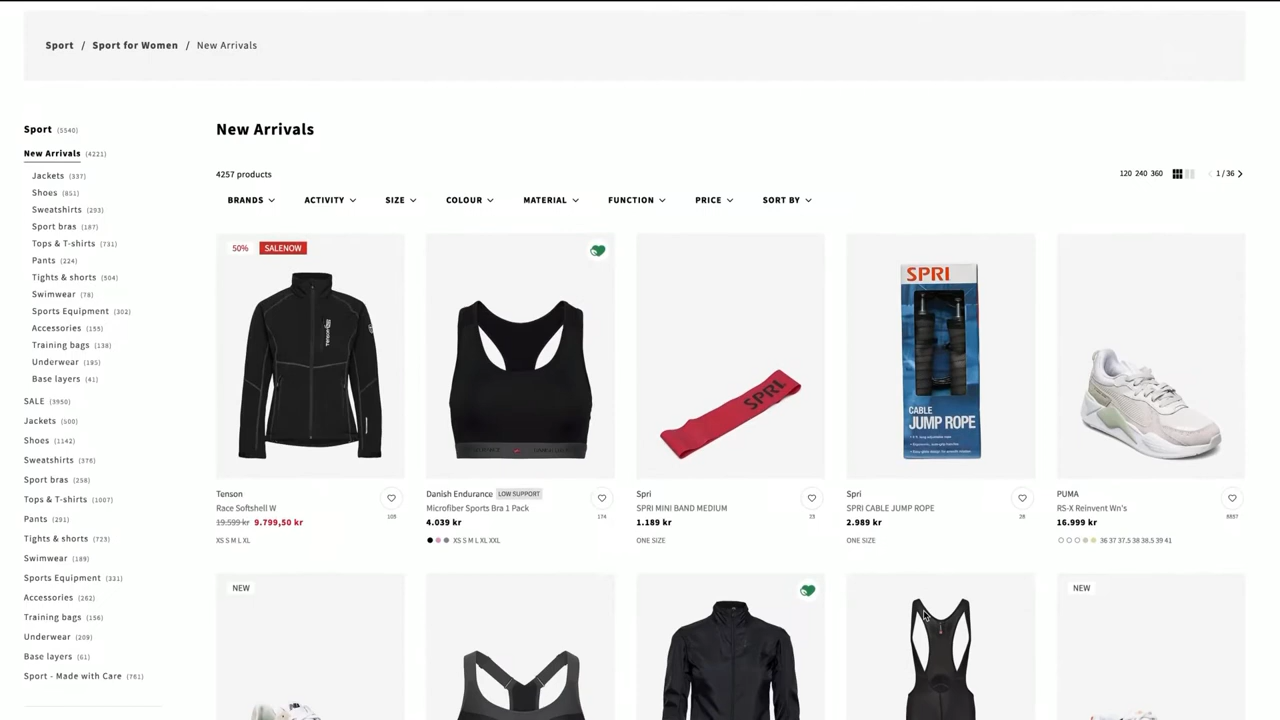 Sport / Sport for Women / New Arrivals
Sport (5540)
New Arrivals (4221)
Jackets (337)
Shoes (851)
Sweatshirts (293)
Sport bras (187)
Tops & T-shirts (731)
Pants (224)
Tights & shorts (504)
Swimwear (78)
Sports Equipment (302)
Accessories (155)
Training bags (138)
Underwear (195)
Base layers (41)
SALE (3950)
Jackets (500)
Shoes (1142)
Sweatshirts (376)
Sport bras (258)
Tops & T-shirts (1007)
Pants (291)
Tights & shorts (723)
Swimwear (189)
Sports Equipment (331)
Accessories (262)
Training bags (156)
Underwear (209)
Base layers (61)
Sport - Made with Care (761)
New Arrivals
4257 products
120 240 360
1 / 36
BRANDS ACTIVITY SIZE COLOUR MATERIAL FUNCTION PRICE SORT BY
50% SALENOW
Tenson
Race Softshell W
19.599 kr 9.799,50 kr
103
XS S M L XL
Danish Endurance LOW SUPPORT
Microfiber Sports Bra 1 Pack
4.039 kr
174
XS S M L XL XXL
SPRI
Spri
SPRI MINI BAND MEDIUM
1.189 kr
23
ONE SIZE
SPRI
CABLE
JUMP ROPE
Spri
SPRI CABLE JUMP ROPE
2.989 kr
28
ONE SIZE
PUMA
RS-X Reinvent Wn's
16.999 kr
6837
36 37 37.5 38 38.5 39 41
NEW
NEW